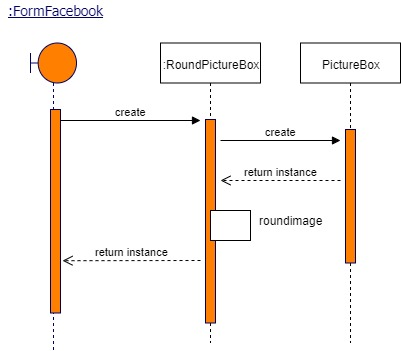 :FormFacebook
:RoundPictureBox
PictureBox
create
create
return instance
roundimage
return instance